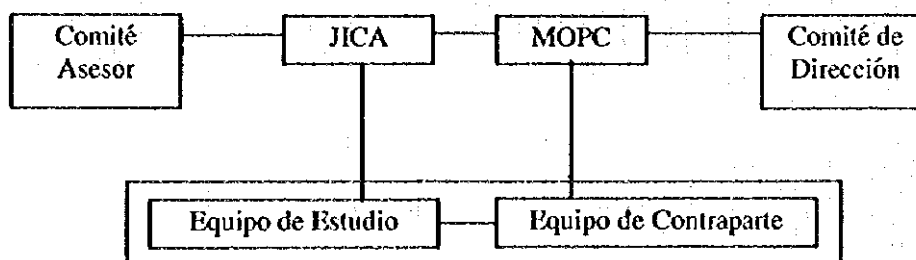 Comité
Asesor
JICA
MOPC
Comité de
Dirección
Equipo de Estudio
Equipo de Contraparte